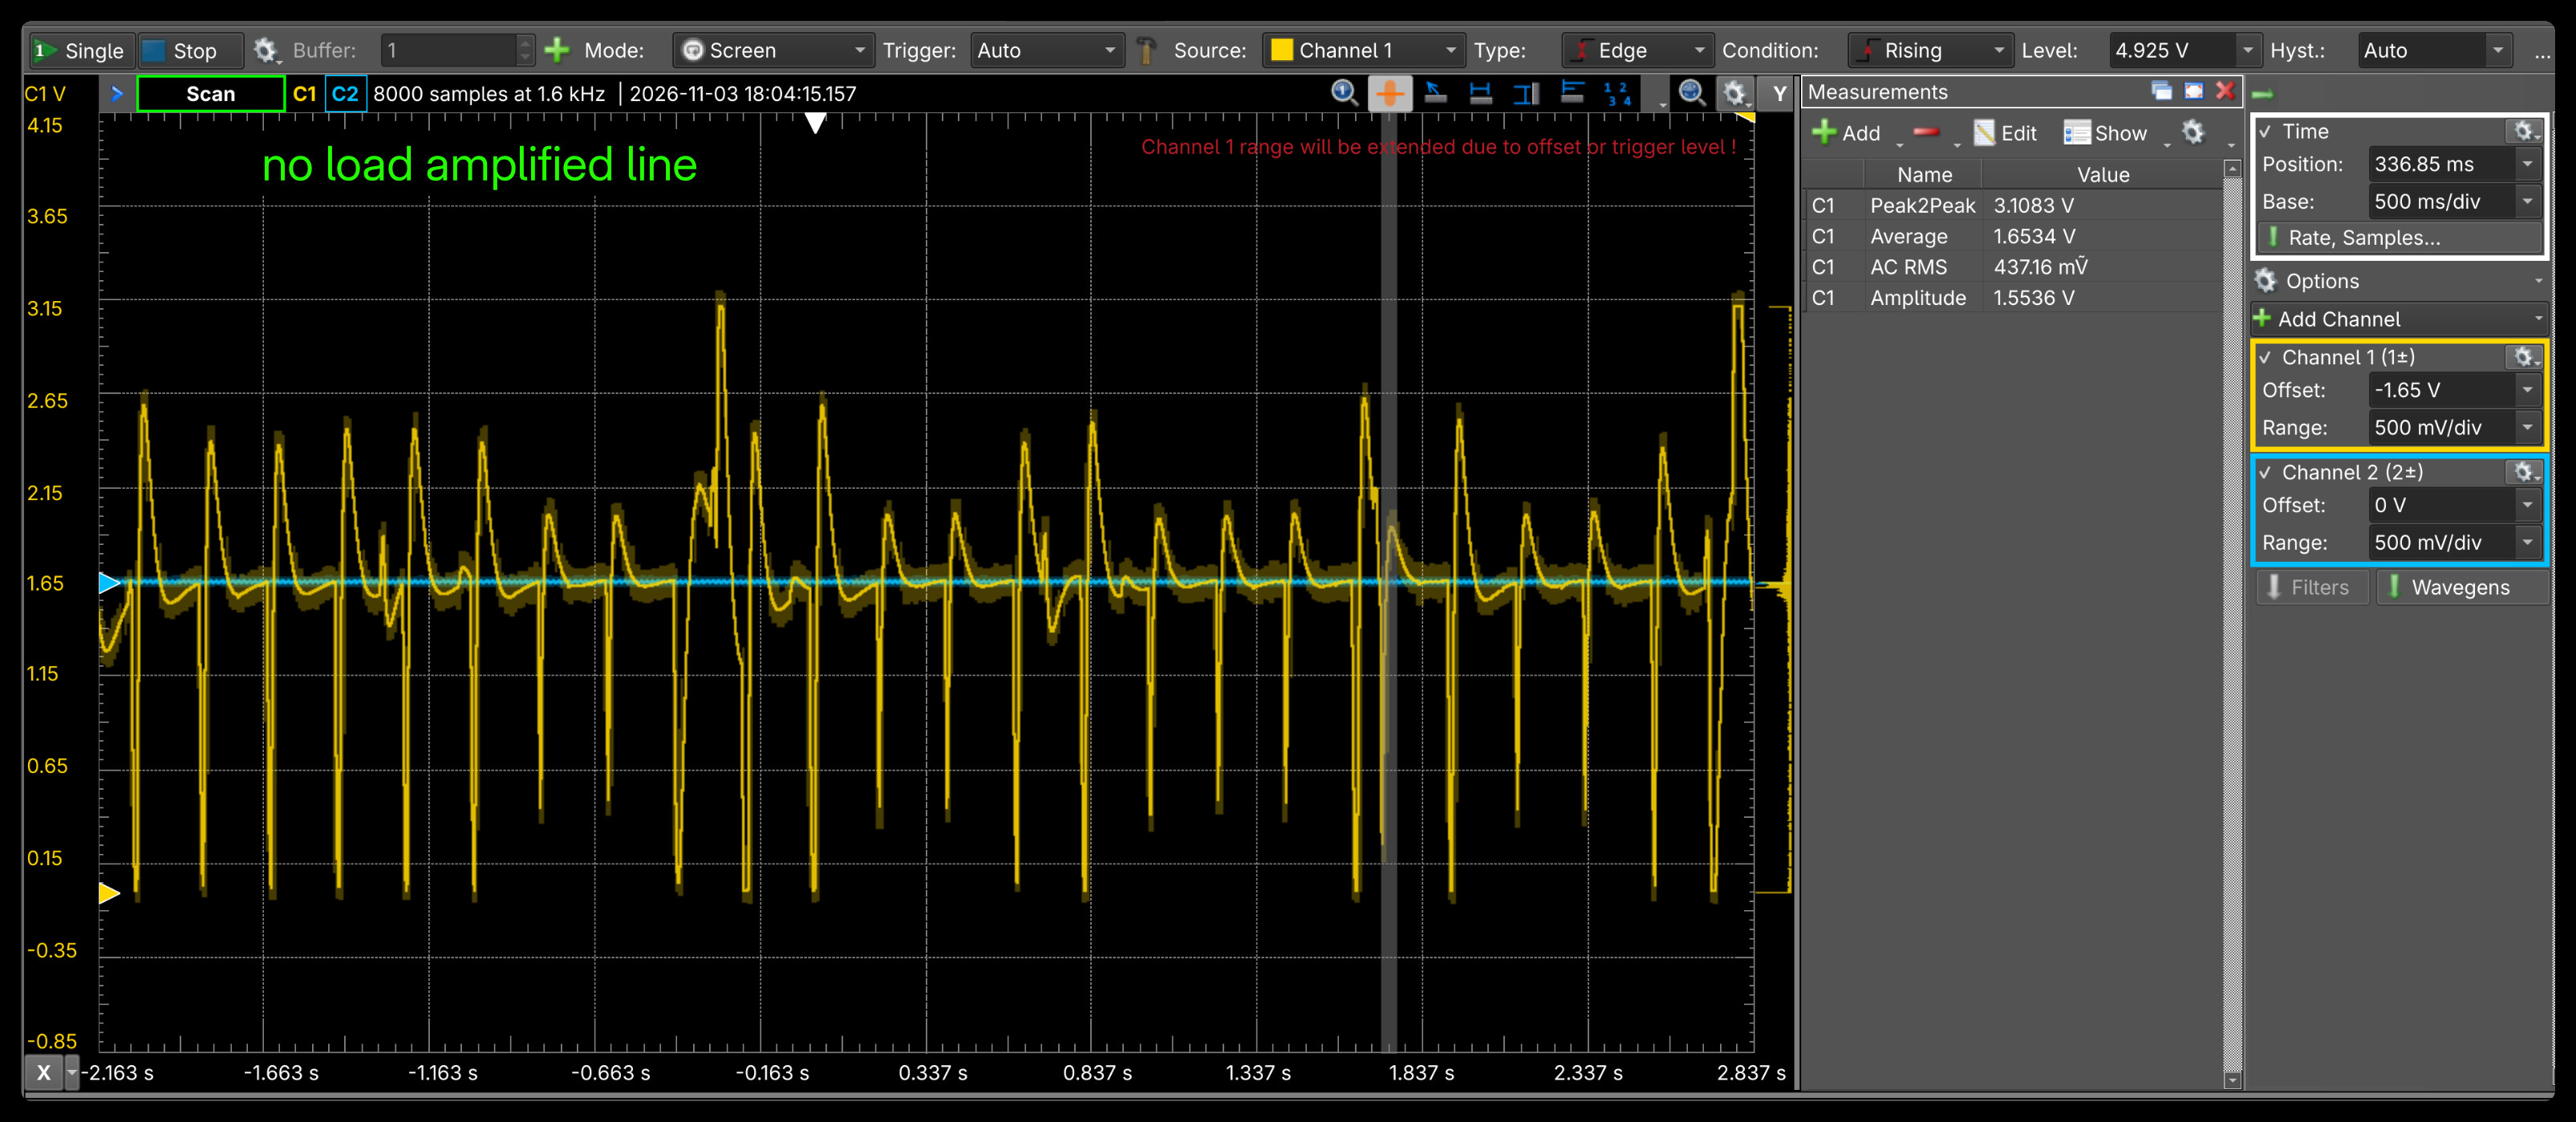 Single Stop Buffer: 1 Mode: Screen Trigger: Auto Source: Channel 1 Type: Edge Condition: Rising Level: 4.925 V Hyst.: Auto ...
C1 V Scan C1 C2 8000 samples at 1.6 kHz | 2026-11-03 18:04:15.157 Y
no load amplified line
Channel 1 range will be extended due to offset or trigger level !
4.15
3.65
3.15
2.65
2.15
1.65
1.15
0.65
0.15
-0.35
-0.85
X -2.163 s -1.663 s -1.163 s -0.663 s -0.163 s 0.337 s 0.837 s 1.337 s 1.837 s 2.337 s 2.837 s
Measurements
Add Edit Show
Name Value
C1 Peak2Peak 3.1083 V
C1 Average 1.6534 V
C1 AC RMS 437.16 mṼ
C1 Amplitude 1.5536 V
Time
Position: 336.85 ms
Base: 500 ms/div
Rate, Samples...
Options
Add Channel
Channel 1 (1±)
Offset: -1.65 V
Range: 500 mV/div
Channel 2 (2±)
Offset: 0 V
Range: 500 mV/div
Filters Wavegens